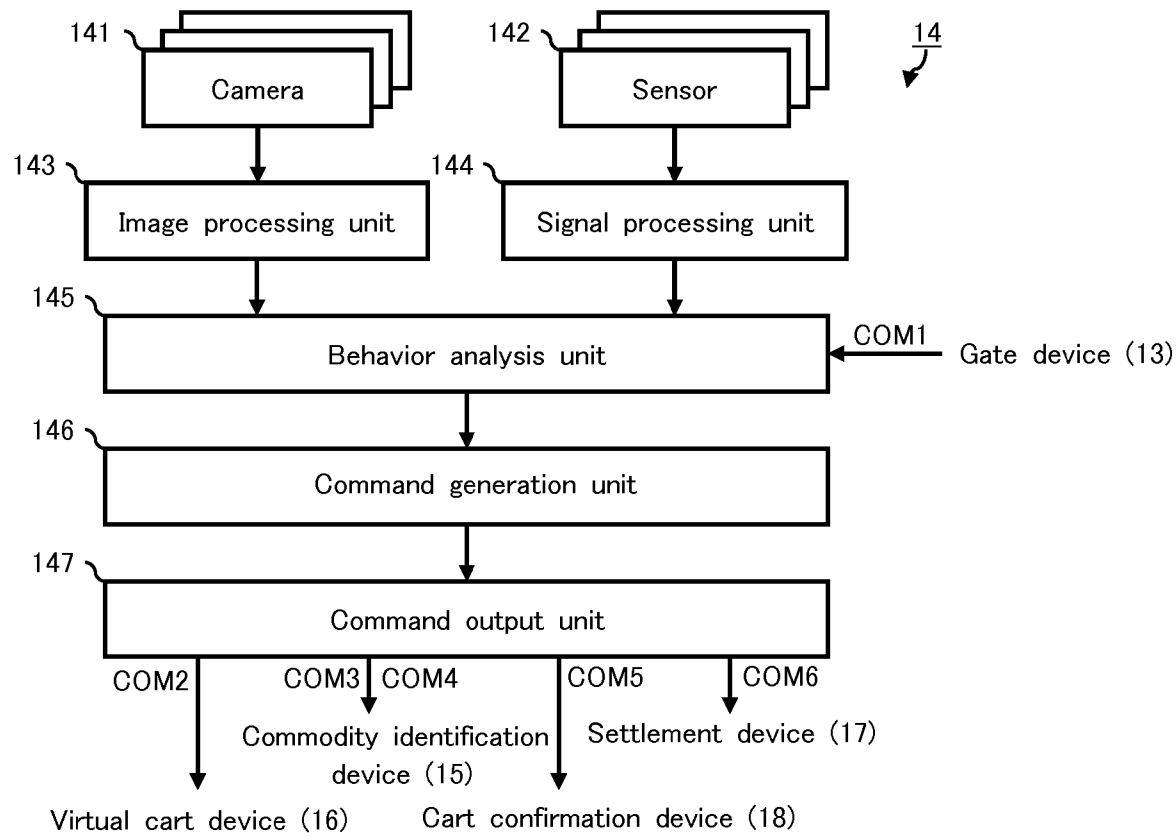 141
142
14
Camera
Sensor
143
144
Image processing unit
Signal processing unit
145
Behavior analysis unit
COM1
Gate device (13)
146
Command generation unit
147
Command output unit
COM2
COM3
COM4
COM5
COM6
Commodity identification
device (15)
Settlement device (17)
Virtual cart device (16)
Cart confirmation device (18)